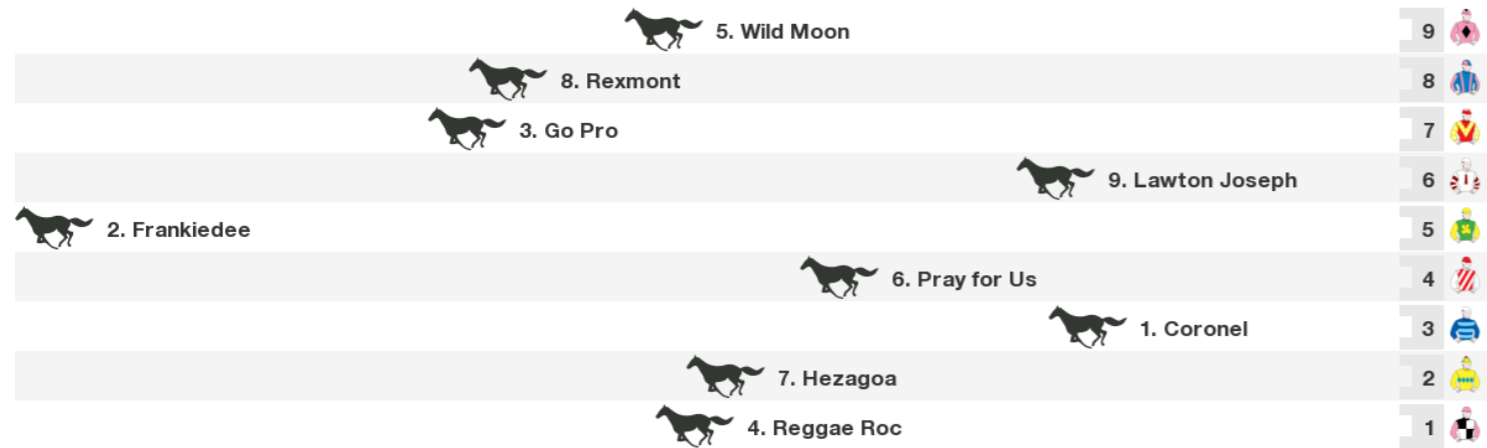 5. Wild Moon 9
8. Rexmont 8
3. Go Pro 7
9. Lawton Joseph 6
2. Frankiedee 5
6. Pray for Us 4
1. Coronel 3
7. Hezagoa 2
4. Reggae Roc 1